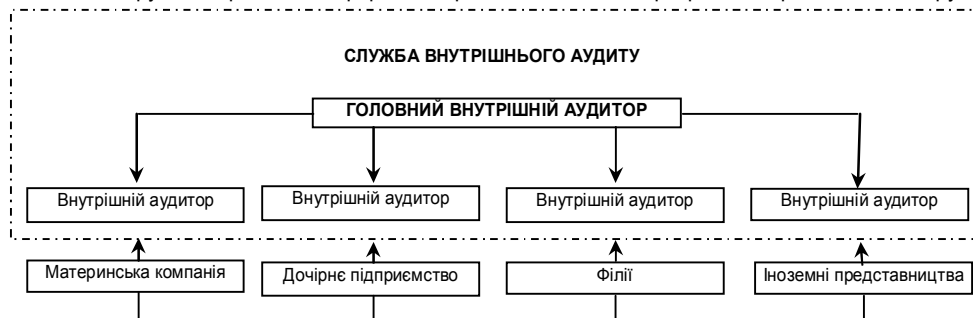 СЛУЖБА ВНУТРІШНЬОГО АУДИТУ
ГОЛОВНИЙ ВНУТРІШНІЙ АУДИТОР
Внутрішній аудитор
Внутрішній аудитор
Внутрішній аудитор
Внутрішній аудитор
Материнська компанія
Дочірнє підприємство
Філії
Іноземні представництва